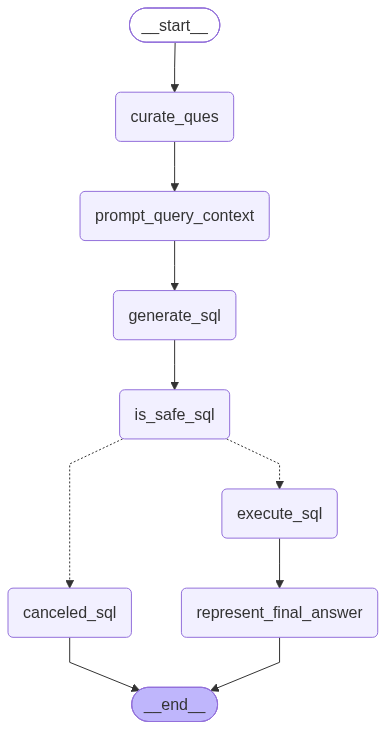 __start__
curate_ques
prompt_query_context
generate_sql
is_safe_sql
execute_sql
canceled_sql
represent_final_answer
__end__